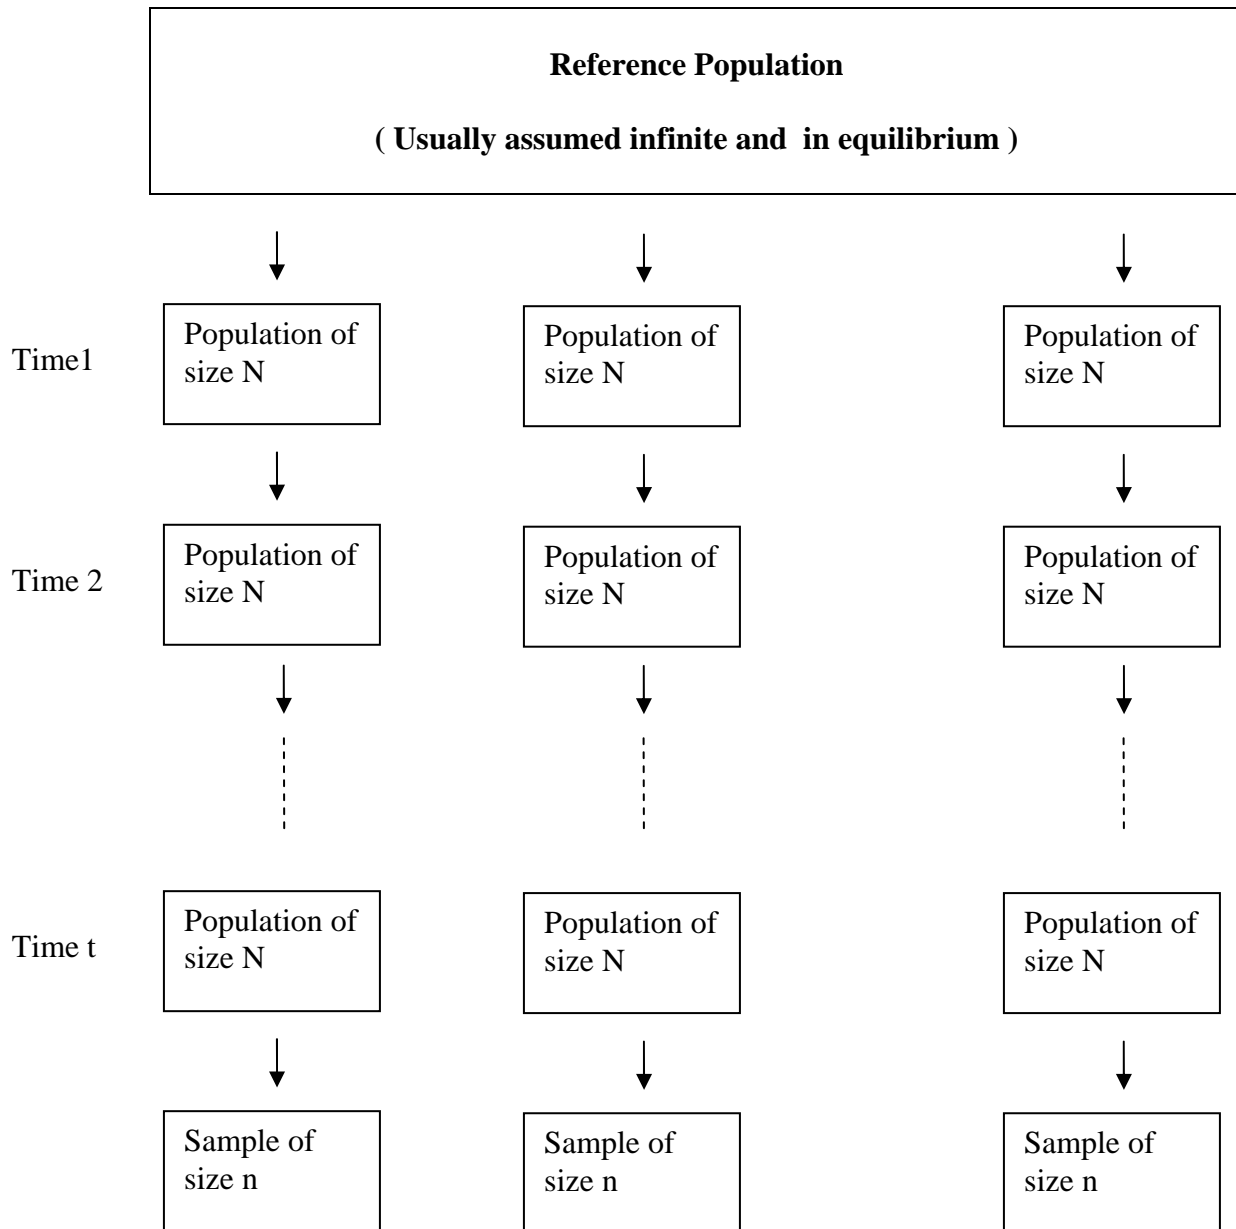 Reference Population
( Usually assumed infinite and  in equilibrium )
Time1
Population of
size N
Population of
size N
Population of
size N
Time 2
Population of
size N
Population of
size N
Population of
size N
Time t
Population of
size N
Population of
size N
Population of
size N
Sample of
size n
Sample of
size n
Sample of
size n